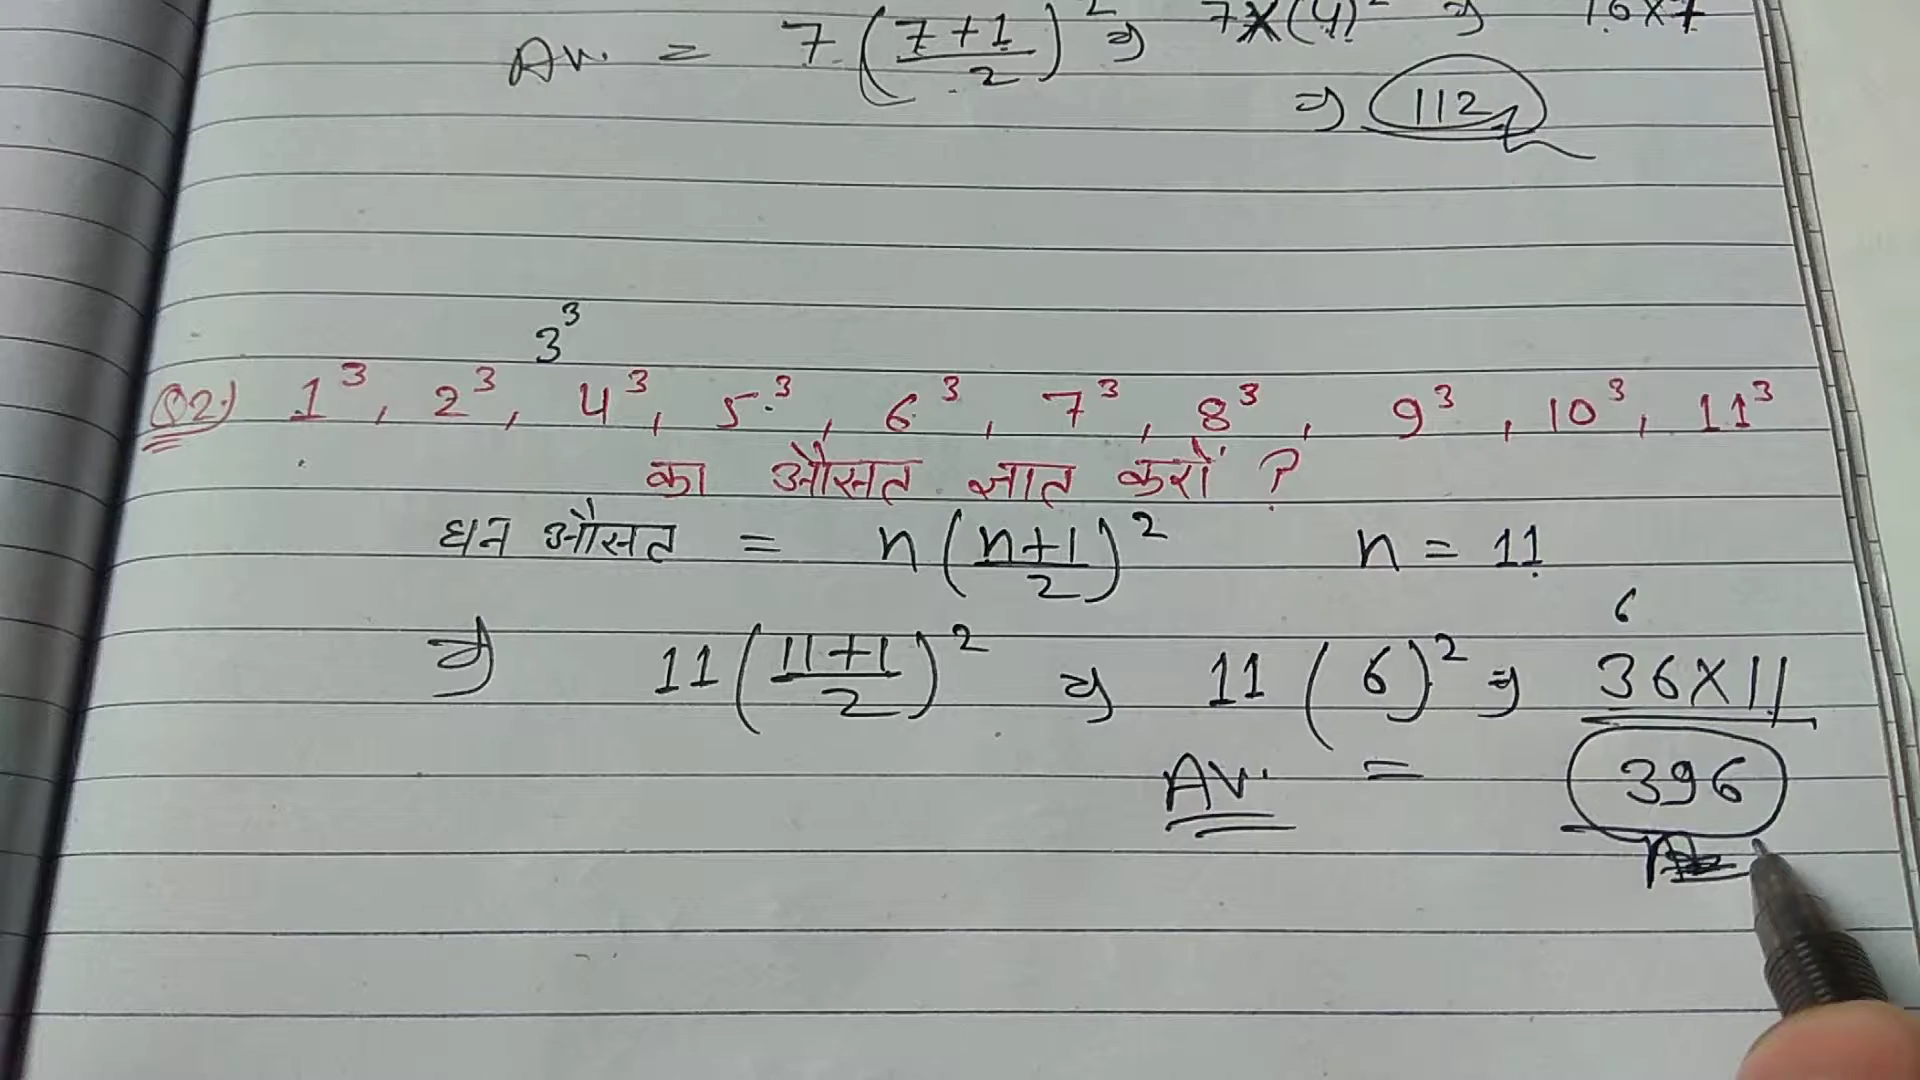 Av. = 7 (7+1/2)² ⇒ 7×(4)² ⇒ 16×7
⇒ 112
3³
Q2) 1³, 2³, 4³, 5³, 6³, 7³, 8³, 9³, 10³, 11³
का औसत ज्ञात करों ?
घन औसत = n (n+1/2)² n = 11
6
⇒ 11 (11+1/2)² ⇒ 11 (6)² ⇒ 36×11
Av. = 396